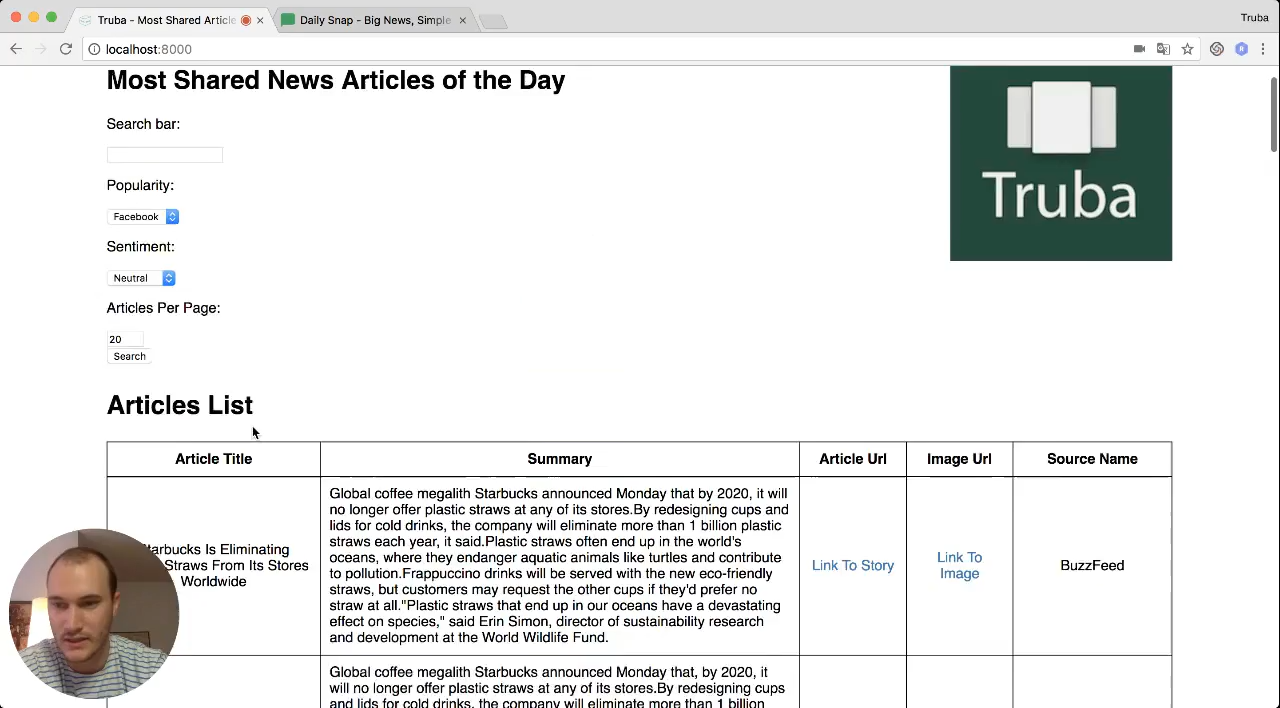 Truba - Most Shared Article
Daily Snap - Big News, Simple
Truba
localhost:8000
Most Shared News Articles of the Day
Truba
Search bar:
Popularity:
Facebook
Sentiment:
Neutral
Articles Per Page:
20
Search
Articles List
Article Title
Summary
Article Url
Image Url
Source Name
Starbucks Is Eliminating
Straws From Its Stores
Worldwide
Global coffee megalith Starbucks announced Monday that by 2020, it will
no longer offer plastic straws at any of its stores.By redesigning cups and
lids for cold drinks, the company will eliminate more than 1 billion plastic
straws each year, it said.Plastic straws often end up in the world's
oceans, where they endanger aquatic animals like turtles and contribute
to pollution.Frappuccino drinks will be served with the new eco-friendly
straws, but customers may request the other cups if they'd prefer no
straw at all."Plastic straws that end up in our oceans have a devastating
effect on species," said Erin Simon, director of sustainability research
and development at the World Wildlife Fund.
Link To Story
Link To
Image
BuzzFeed
Global coffee megalith Starbucks announced Monday that, by 2020, it
will no longer offer plastic straws at any of its stores.By redesigning cups
and lids for cold drinks, the company will eliminate more than 1 billion